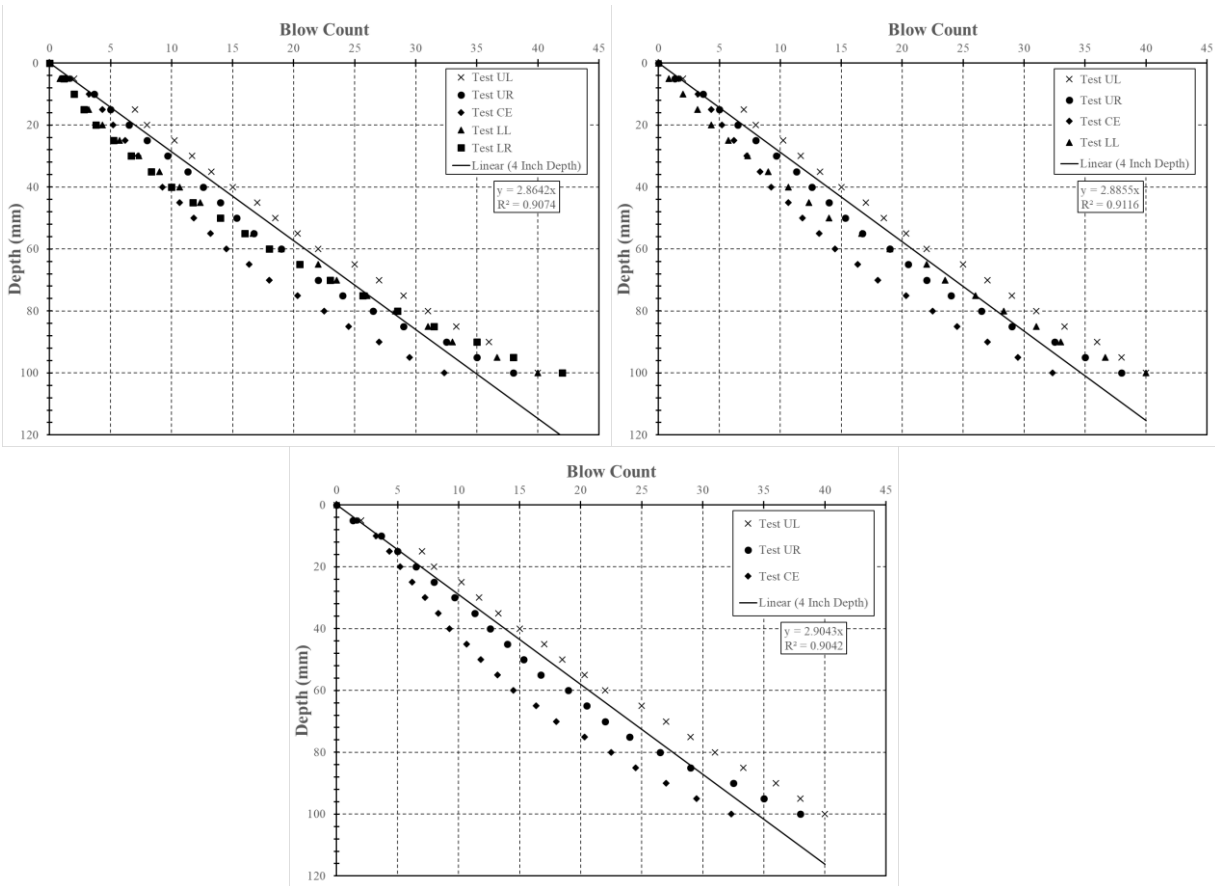 Blow Count
0 5 10 15 20 25 30 35 40 45
0
20
40
60
80
100
120
Depth (mm)
Test UL
Test UR
Test CE
Test LL
Test LR
Linear (4 Inch Depth)
y = 2.8642x
R² = 0.9074
Blow Count
0 5 10 15 20 25 30 35 40 45
0
20
40
60
80
100
120
Depth (mm)
Test UL
Test UR
Test CE
Test LL
Linear (4 Inch Depth)
y = 2.8855x
R² = 0.9116
Blow Count
0 5 10 15 20 25 30 35 40 45
0
20
40
60
80
100
120
Depth (mm)
Test UL
Test UR
Test CE
Linear (4 Inch Depth)
y = 2.9043x
R² = 0.9042